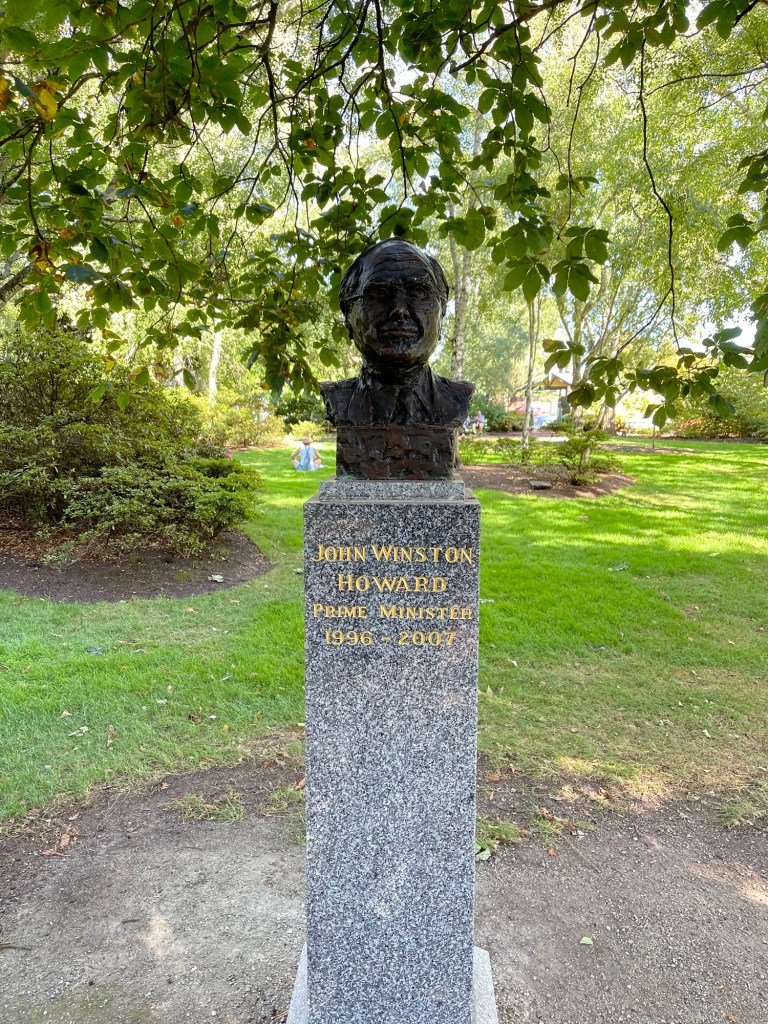 JOHN WINSTON
HOWARD
PRIME MINISTER
1996 - 2007